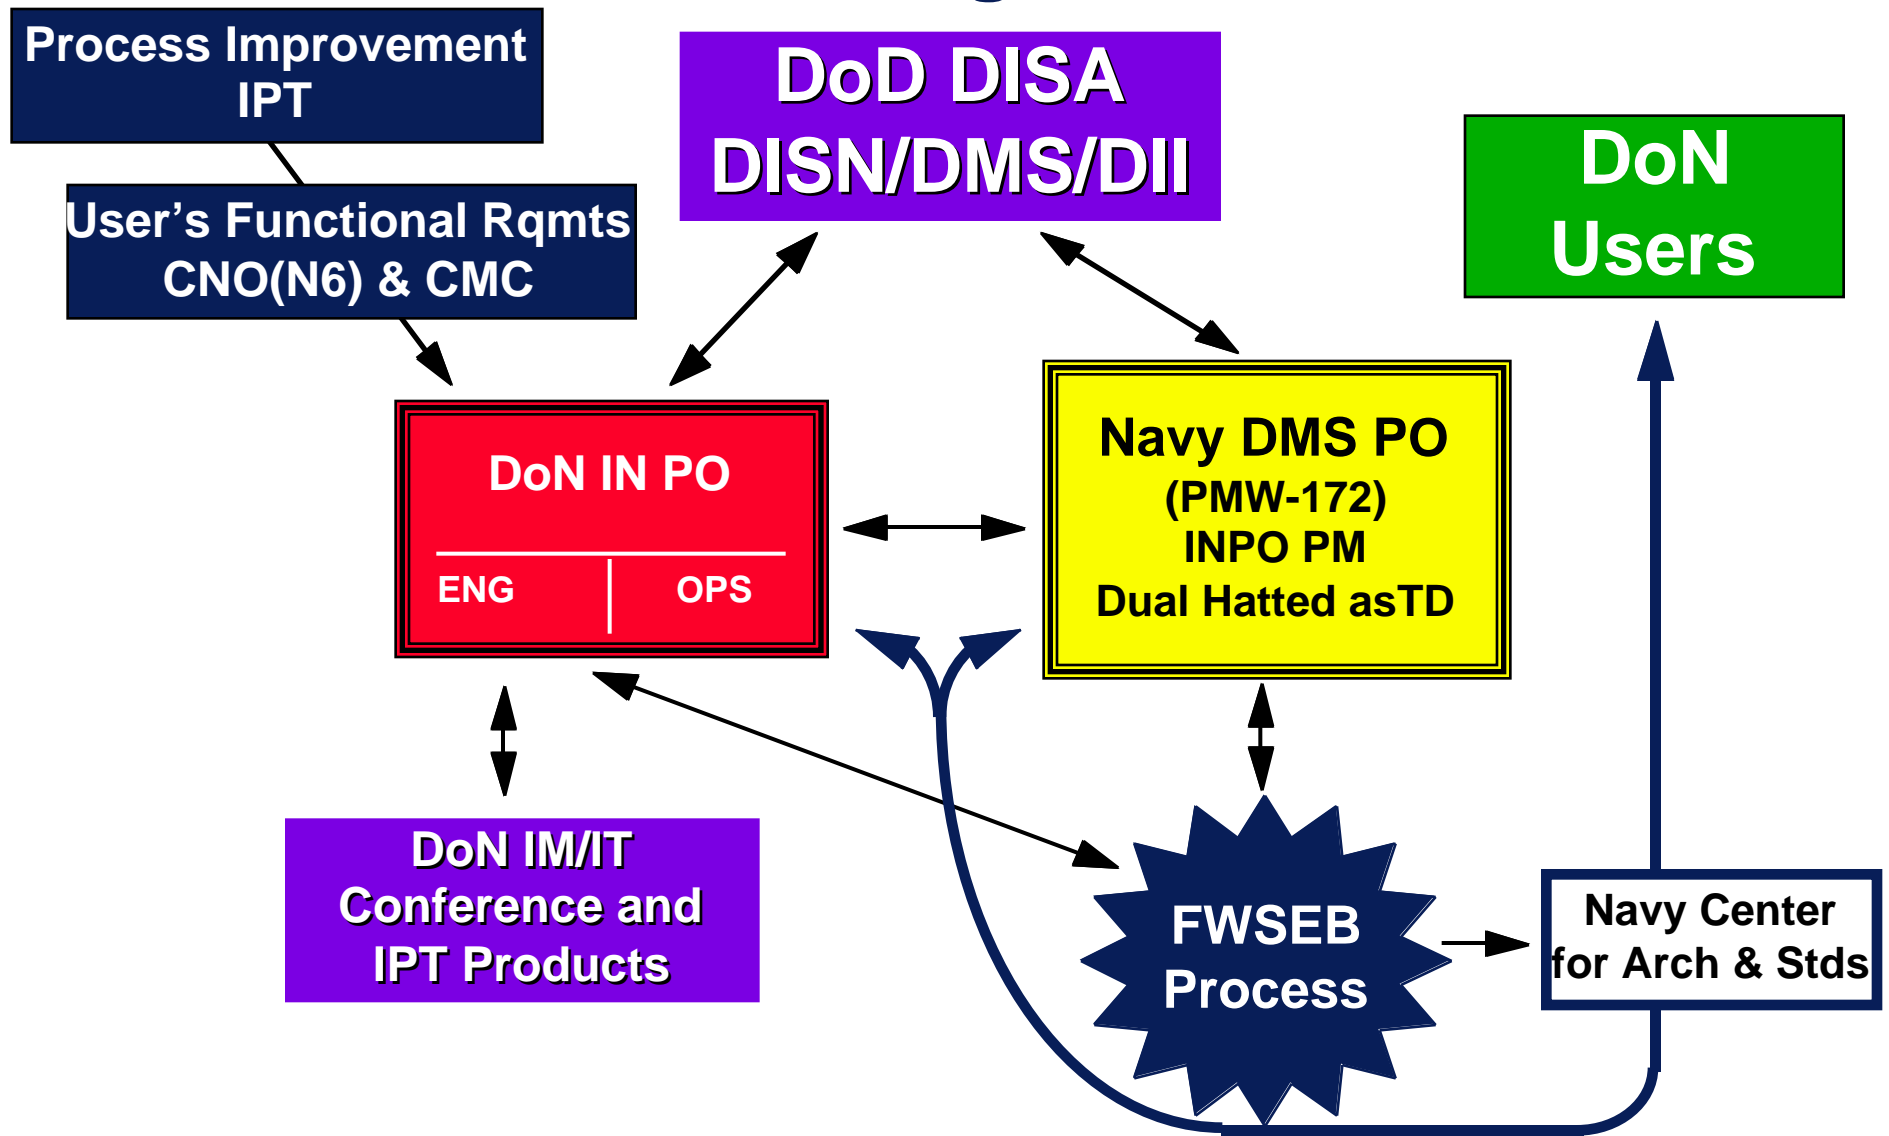 Process Improvement
IPT
DoD DISA
DISN/DMS/DII
DoN
Users
User’s Functional Rqmts
CNO(N6) & CMC
DoN IN PO
ENG
OPS
Navy DMS PO
(PMW-172)
INPO PM
Dual Hatted asTD
DoN IM/IT
Conference and
IPT Products
FWSEB
Process
Navy Center
for Arch & Stds